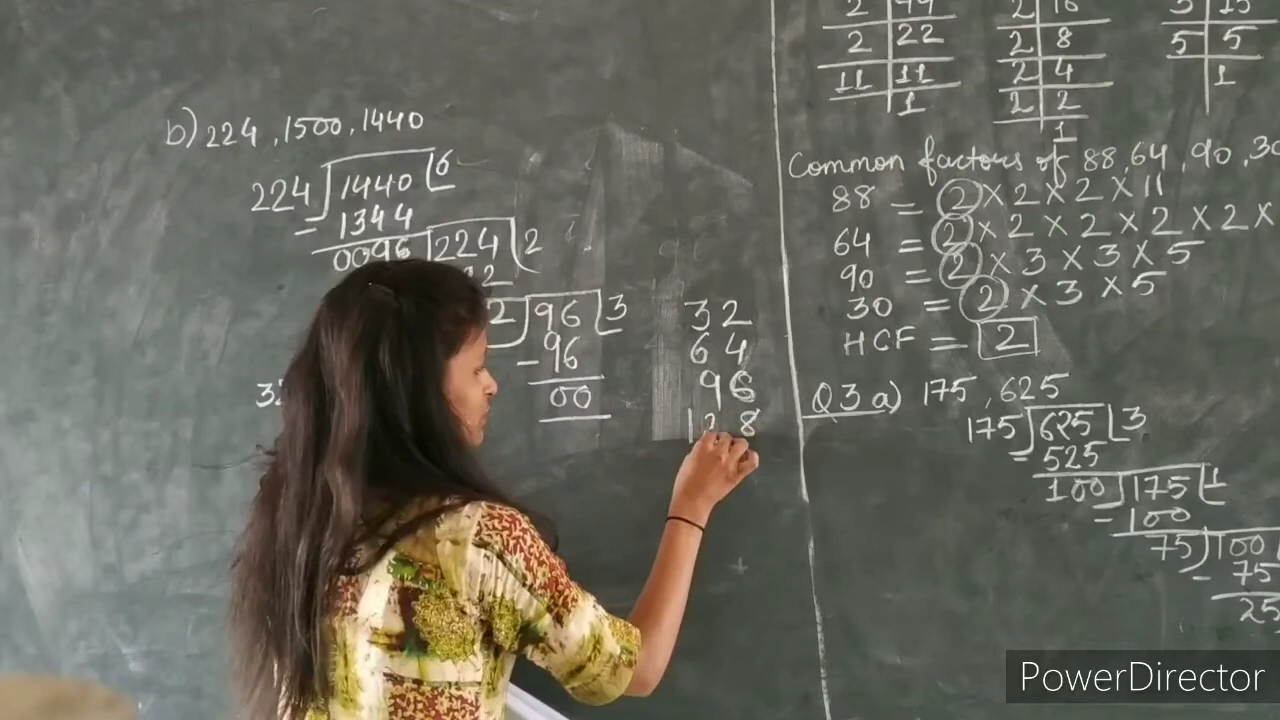 b) 224, 1500, 1440
224 ) 1440 ( 6
- 1344
0096 ) 224 ( 2
2 ) 96 ( 3
- 96
00
32
64
96
128
2 | 44
2 | 22
11 | 11
1
2 | 16
2 | 8
2 | 4
2 | 2
1
3 | 15
5 | 5
1
Common factors of 88, 64, 90, 30
88 = 2 × 2 × 2 × 11
64 = 2 × 2 × 2 × 2 × 2 ×
90 = 2 × 3 × 3 × 5
30 = 2 × 3 × 5
HCF = 2
Q3 a) 175, 625
175 ) 625 ( 3
- 525
100 ) 175 ( 1
- 100
75 ) 100
- 75
25
PowerDirector